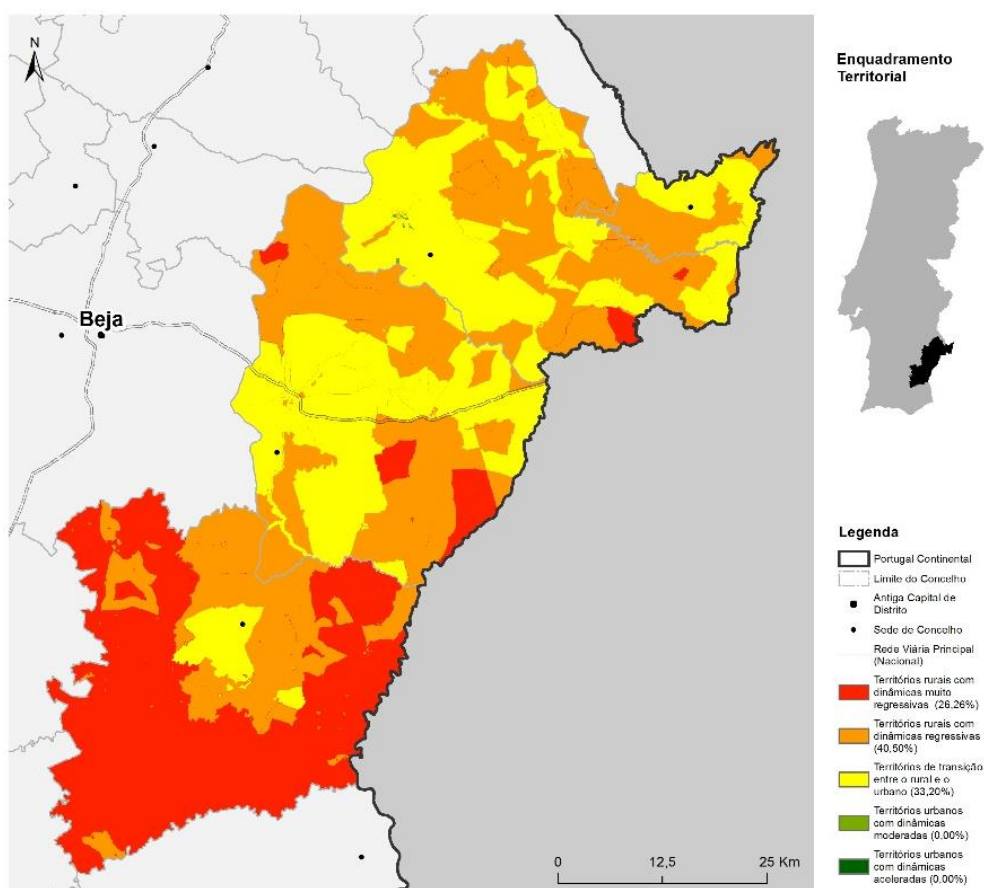 N
Beja
0 12,5 25 Km
Enquadramento
Territorial
Legenda
Portugal Continental
Limite do Concelho
Antiga Capital de
Distrito
Sede de Concelho
Rede Viária Principal
(Nacional)
Territórios rurais com
dinâmicas muito
regressivas (26,26%)
Territórios rurais com
dinâmicas regressivas
(40,50%)
Territórios de transição
entre o rural e o
urbano (33,20%)
Territórios urbanos
com dinâmicas
moderadas (0,00%)
Territórios urbanos
com dinâmicas
aceleradas (0,00%)